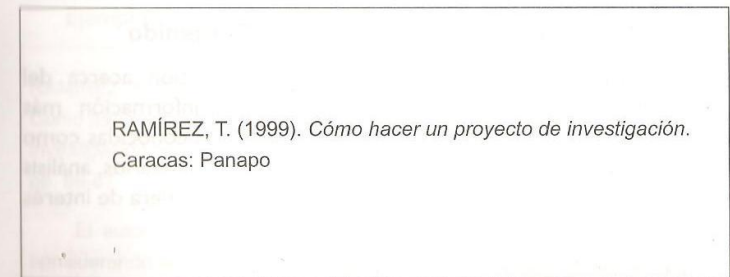 RAMÍREZ, T. (1999). Cómo hacer un proyecto de investigación.
Caracas: Panapo